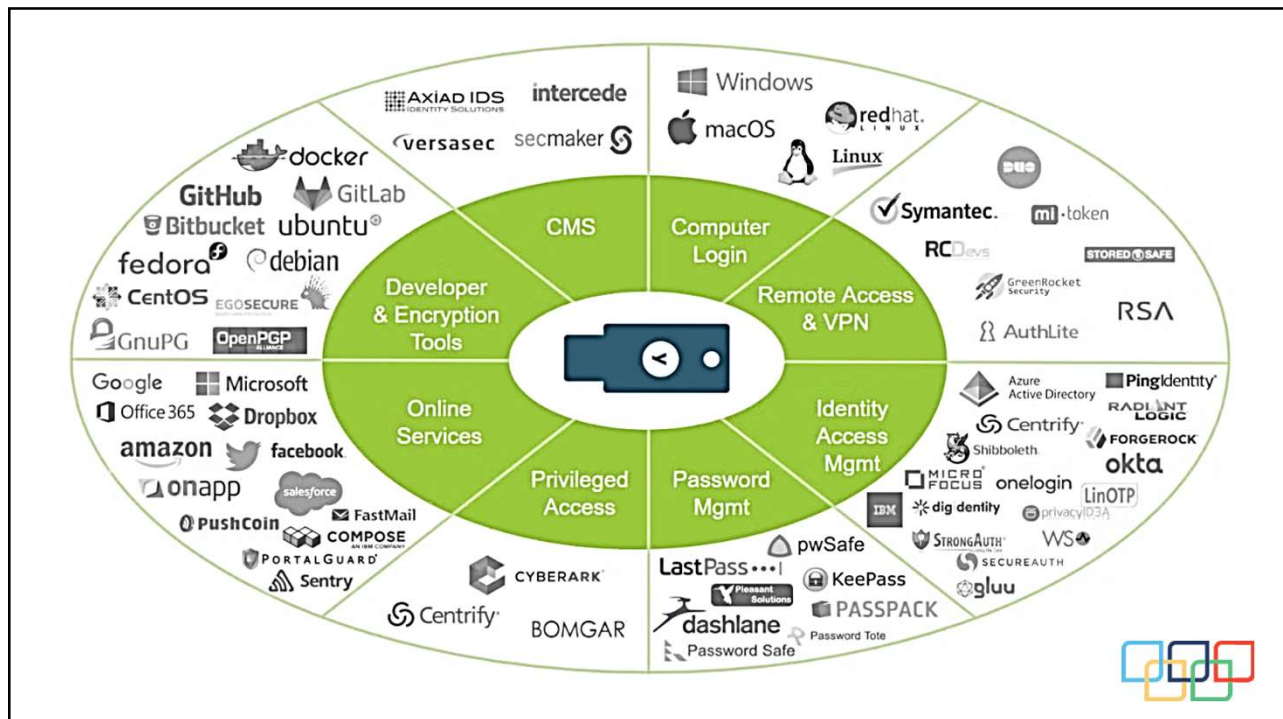 AXIAD IDS
IDENTITY SOLUTIONS
intercede
versasec
secmaker
Windows
macOS
redhat.
LINUX
Linux
docker
GitHub
GitLab
Bitbucket
ubuntu
fedora
debian
CentOS
EGOSECURE
GnuPG
OpenPGP
ALLIANCE
DUO
Symantec.
mi-token
RCDevs
STORED SAFE
GreenRocket
Security
RSA
AuthLite
CMS
Computer
Login
Developer
& Encryption
Tools
Remote Access
& VPN
Online
Services
Identity
Access
Mgmt
Privileged
Access
Password
Mgmt
Y
Google
Microsoft
Office 365
Dropbox
amazon
facebook.
onapp
salesforce
PushCoin
FastMail
COMPOSE
AN IBM COMPANY
PORTALGUARD
Sentry
CYBERARK
Centrify
BOMGAR
pwSafe
LastPass
KeePass
Pleasant
Solutions
PASSPACK
dashlane
Password Tote
Password Safe
Azure
Active Directory
PingIdentity
RADIANT
LOGIC
Centrify
Shibboleth.
FORGEROCK
okta
MICRO
FOCUS
onelogin
LinOTP
IBM
digidentity
privacyIDEA
STRONGAUTH
WSO
SECUREAUTH
gluu